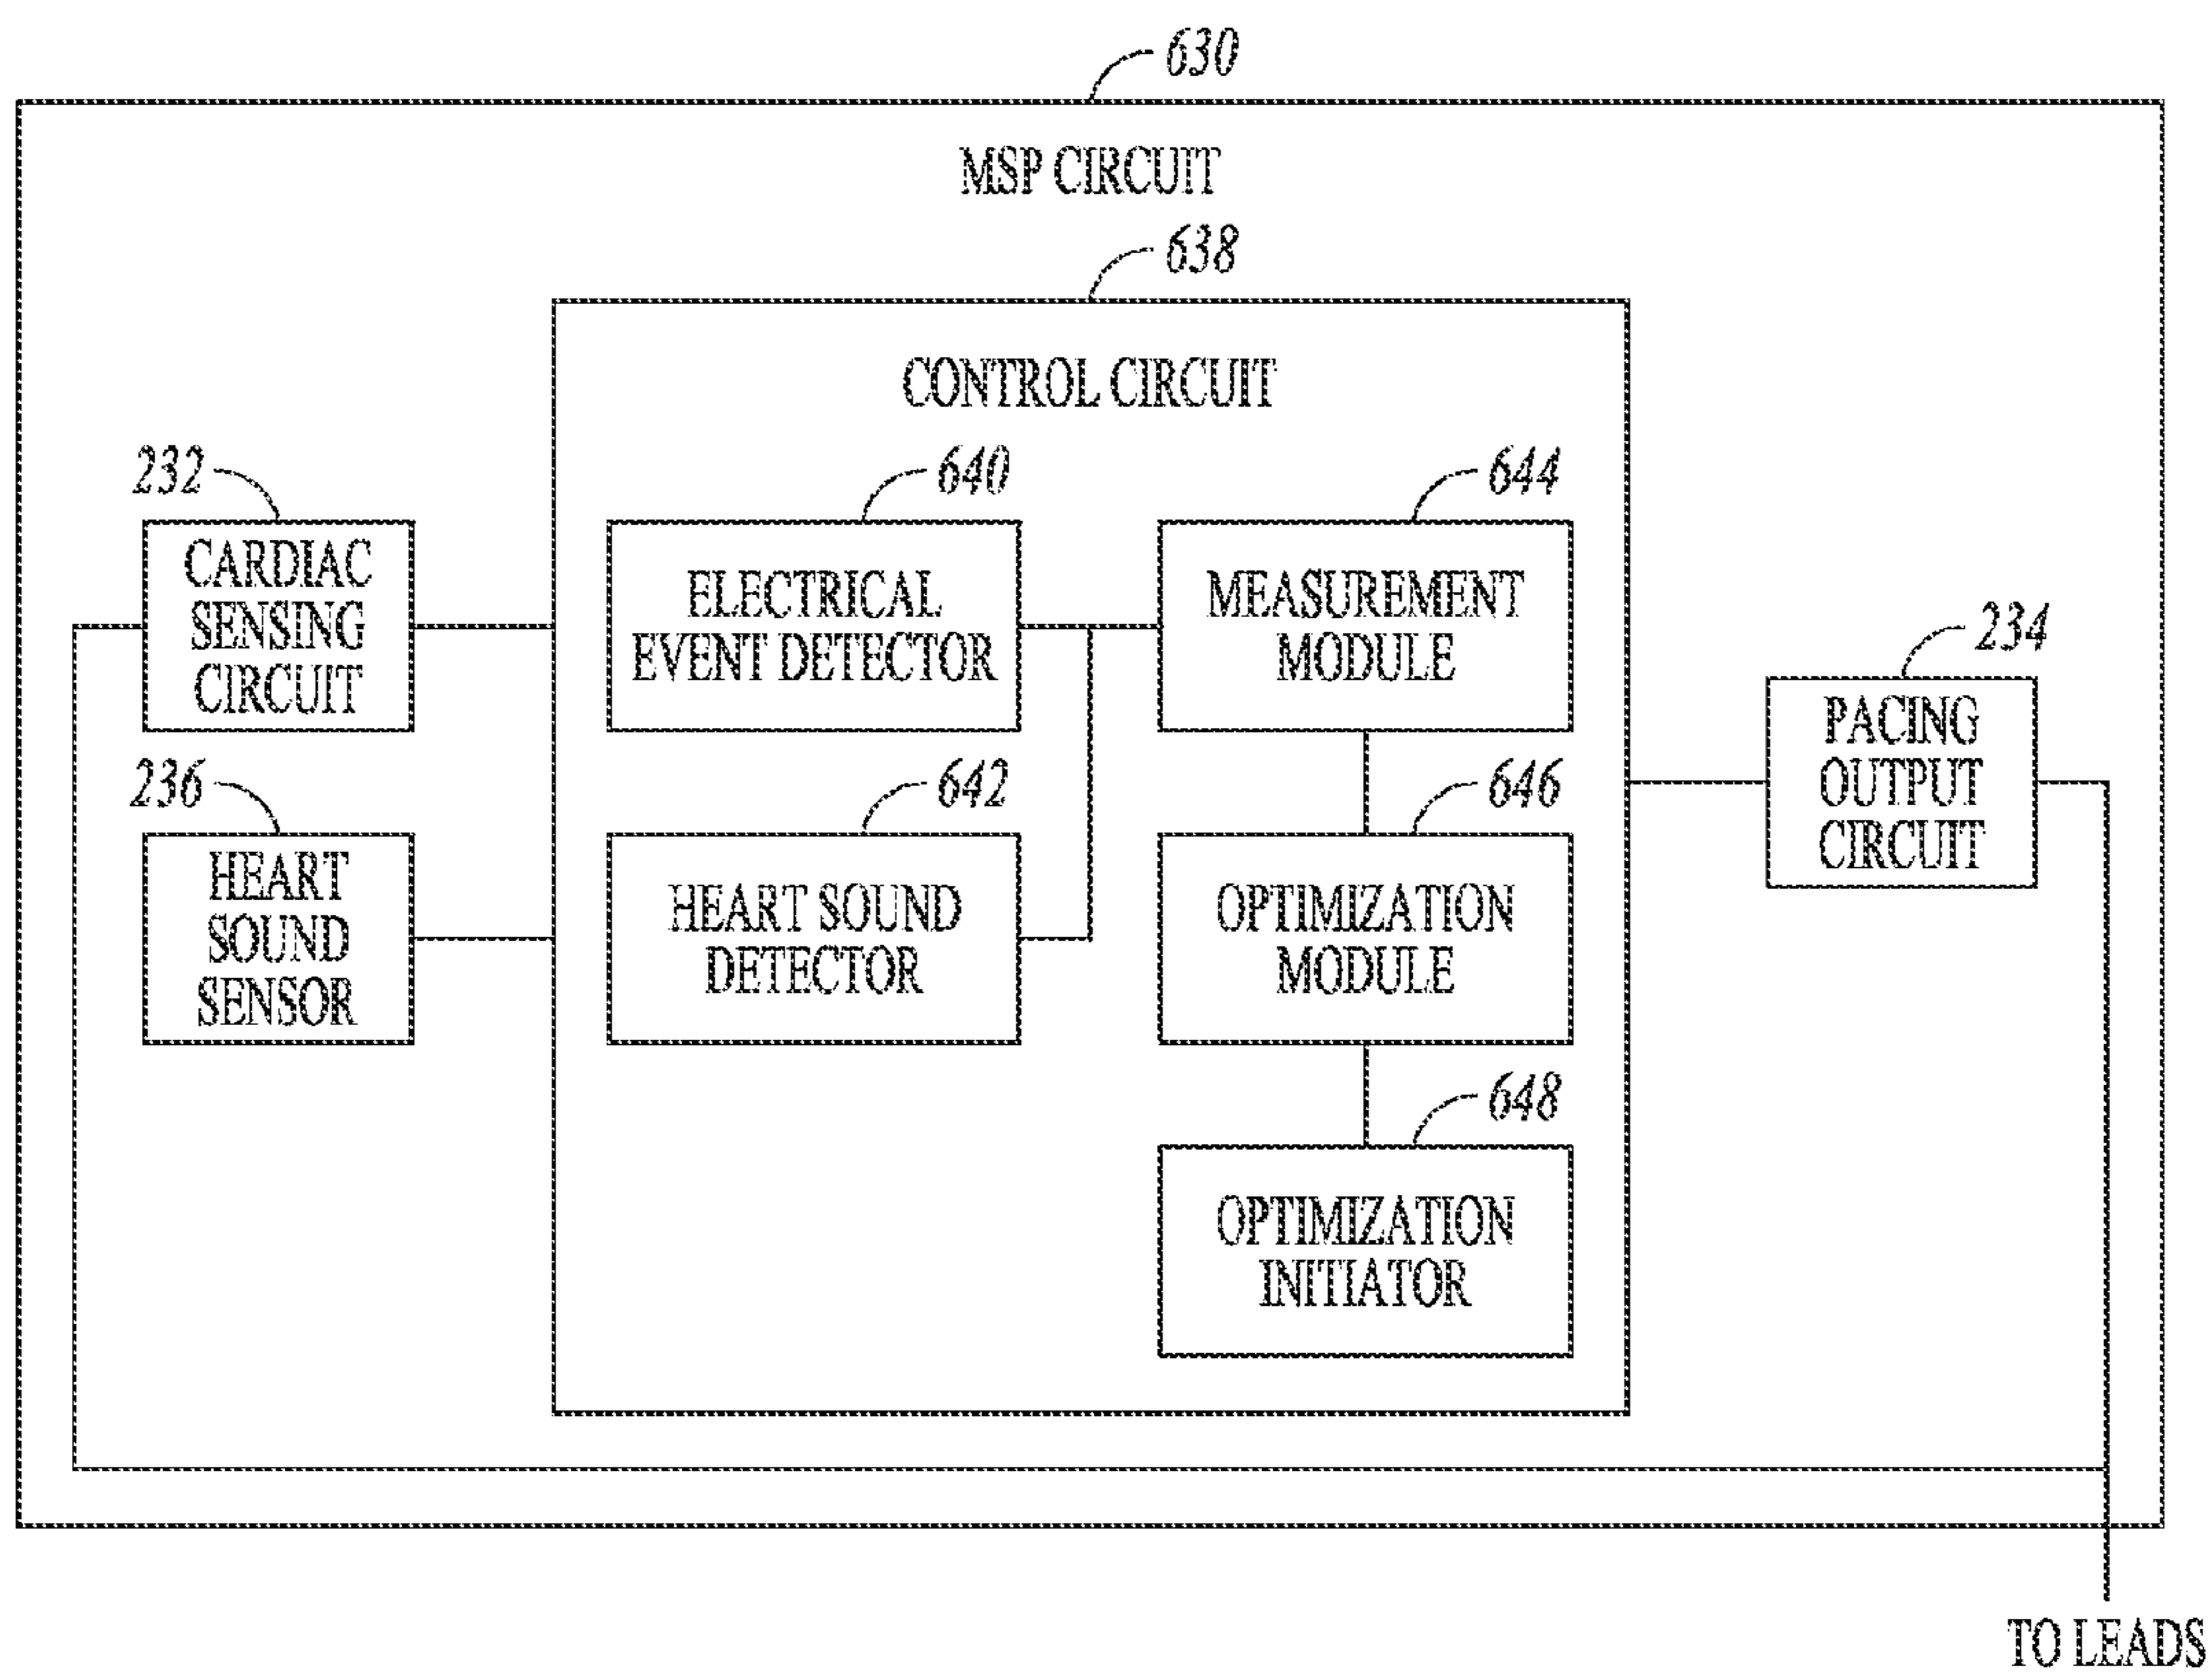 630
MSP CIRCUIT
638
CONTROL CIRCUIT
232
CARDIAC
SENSING
CIRCUIT
640
ELECTRICAL
EVENT DETECTOR
644
MEASUREMENT
MODULE
234
PACING
OUTPUT
CIRCUIT
236
HEART
SOUND
SENSOR
642
HEART SOUND
DETECTOR
646
OPTIMIZATION
MODULE
648
OPTIMIZATION
INITIATOR
TO LEADS